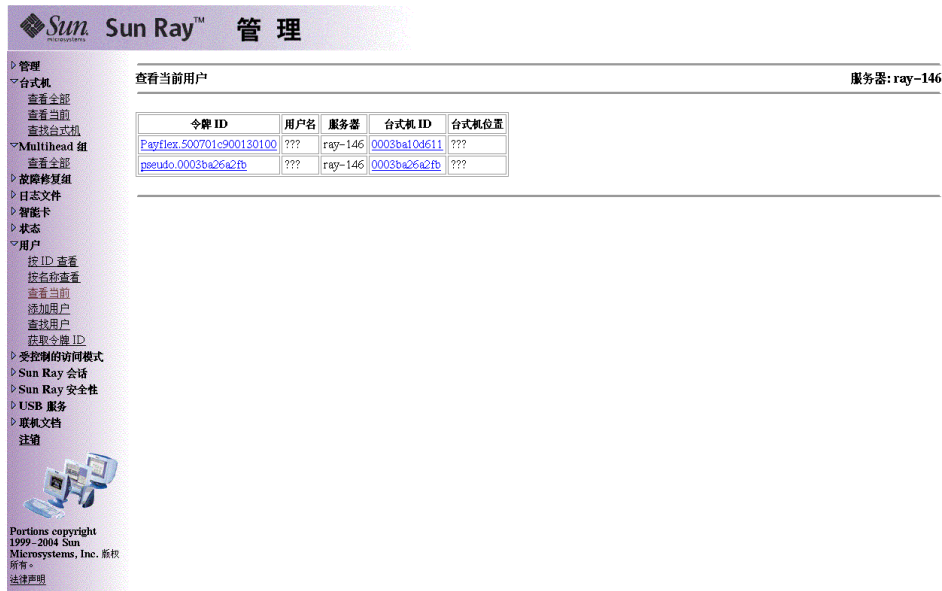 Sun microsystems Sun Ray™ 管 理
管理
台式机
查看全部
查看当前
查找台式机
Multihead 组
查看全部
故障修复组
日志文件
智能卡
状态
用户
按 ID 查看
按名称查看
查看当前
添加用户
查找用户
获取令牌 ID
受控制的访问模式
Sun Ray 会话
Sun Ray 安全性
USB 服务
联机文档
注销
Portions copyright
1999-2004 Sun
Microsystems, Inc. 版权
所有。
法律声明
查看当前用户 服务器: ray-146
令牌 ID 用户名 服务器 台式机 ID 台式机位置
Payflex.500701c900130100 ??? ray-146 0003ba10d611 ???
pseudo.0003ba26a2fb ??? ray-146 0003ba26a2fb ???